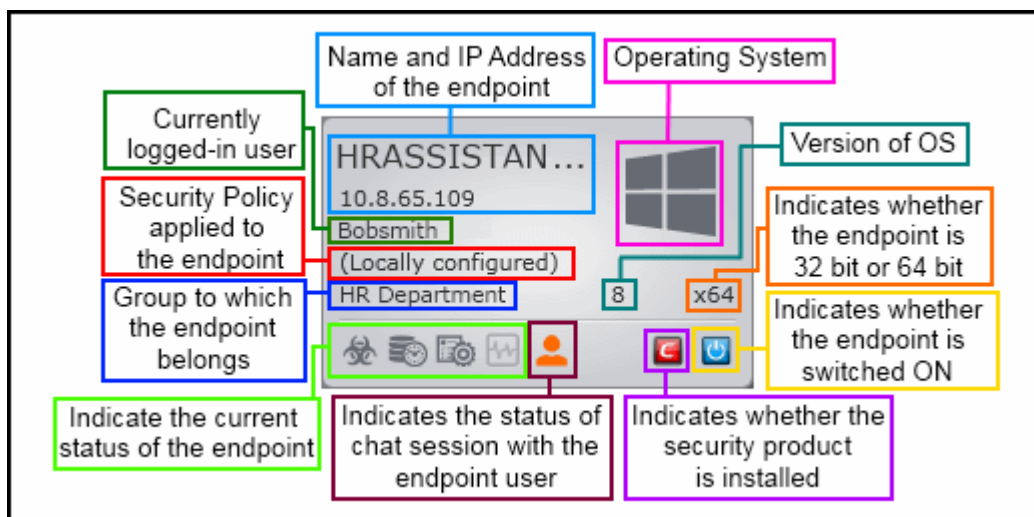 Name and IP Address
of the endpoint
Operating System
Currently
logged-in user
Version of OS
HRASSISTAN ...
10.8.65.109
Security Policy
applied to
the endpoint
Bobsmith
(Locally configured)
HR Department
8
x64
Indicates whether
the endpoint is
32 bit or 64 bit
Group to which
the endpoint
belongs
Indicates whether
the endpoint is
switched ON
C
Indicate the current
status of the endpoint
Indicates the status of
chat session with the
endpoint user
Indicates whether the
security product
is installed